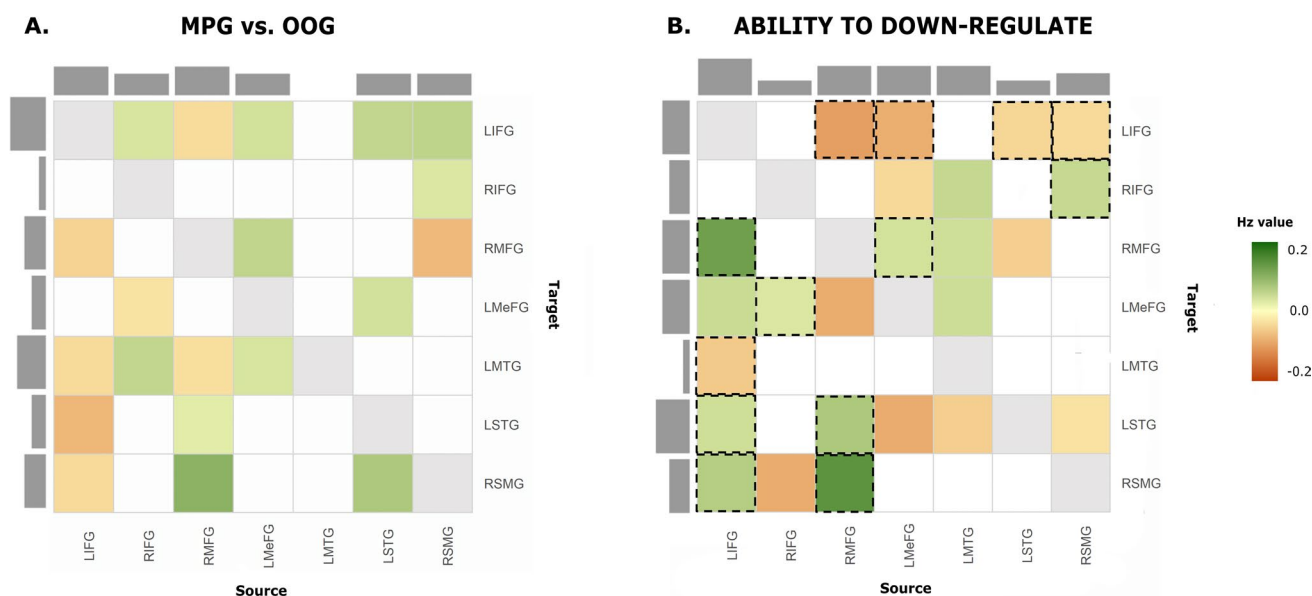 A. MPG vs. OOG
B. ABILITY TO DOWN-REGULATE
LIFG
RIFG
RMFG
LMeFG
LMTG
LSTG
RSMG
Target
LIFG
RIFG
RMFG
LMeFG
LMTG
LSTG
RSMG
Source
LIFG
RIFG
RMFG
LMeFG
LMTG
LSTG
RSMG
Target
LIFG
RIFG
RMFG
LMeFG
LMTG
LSTG
RSMG
Source
Hz value
0.2
0.0
-0.2